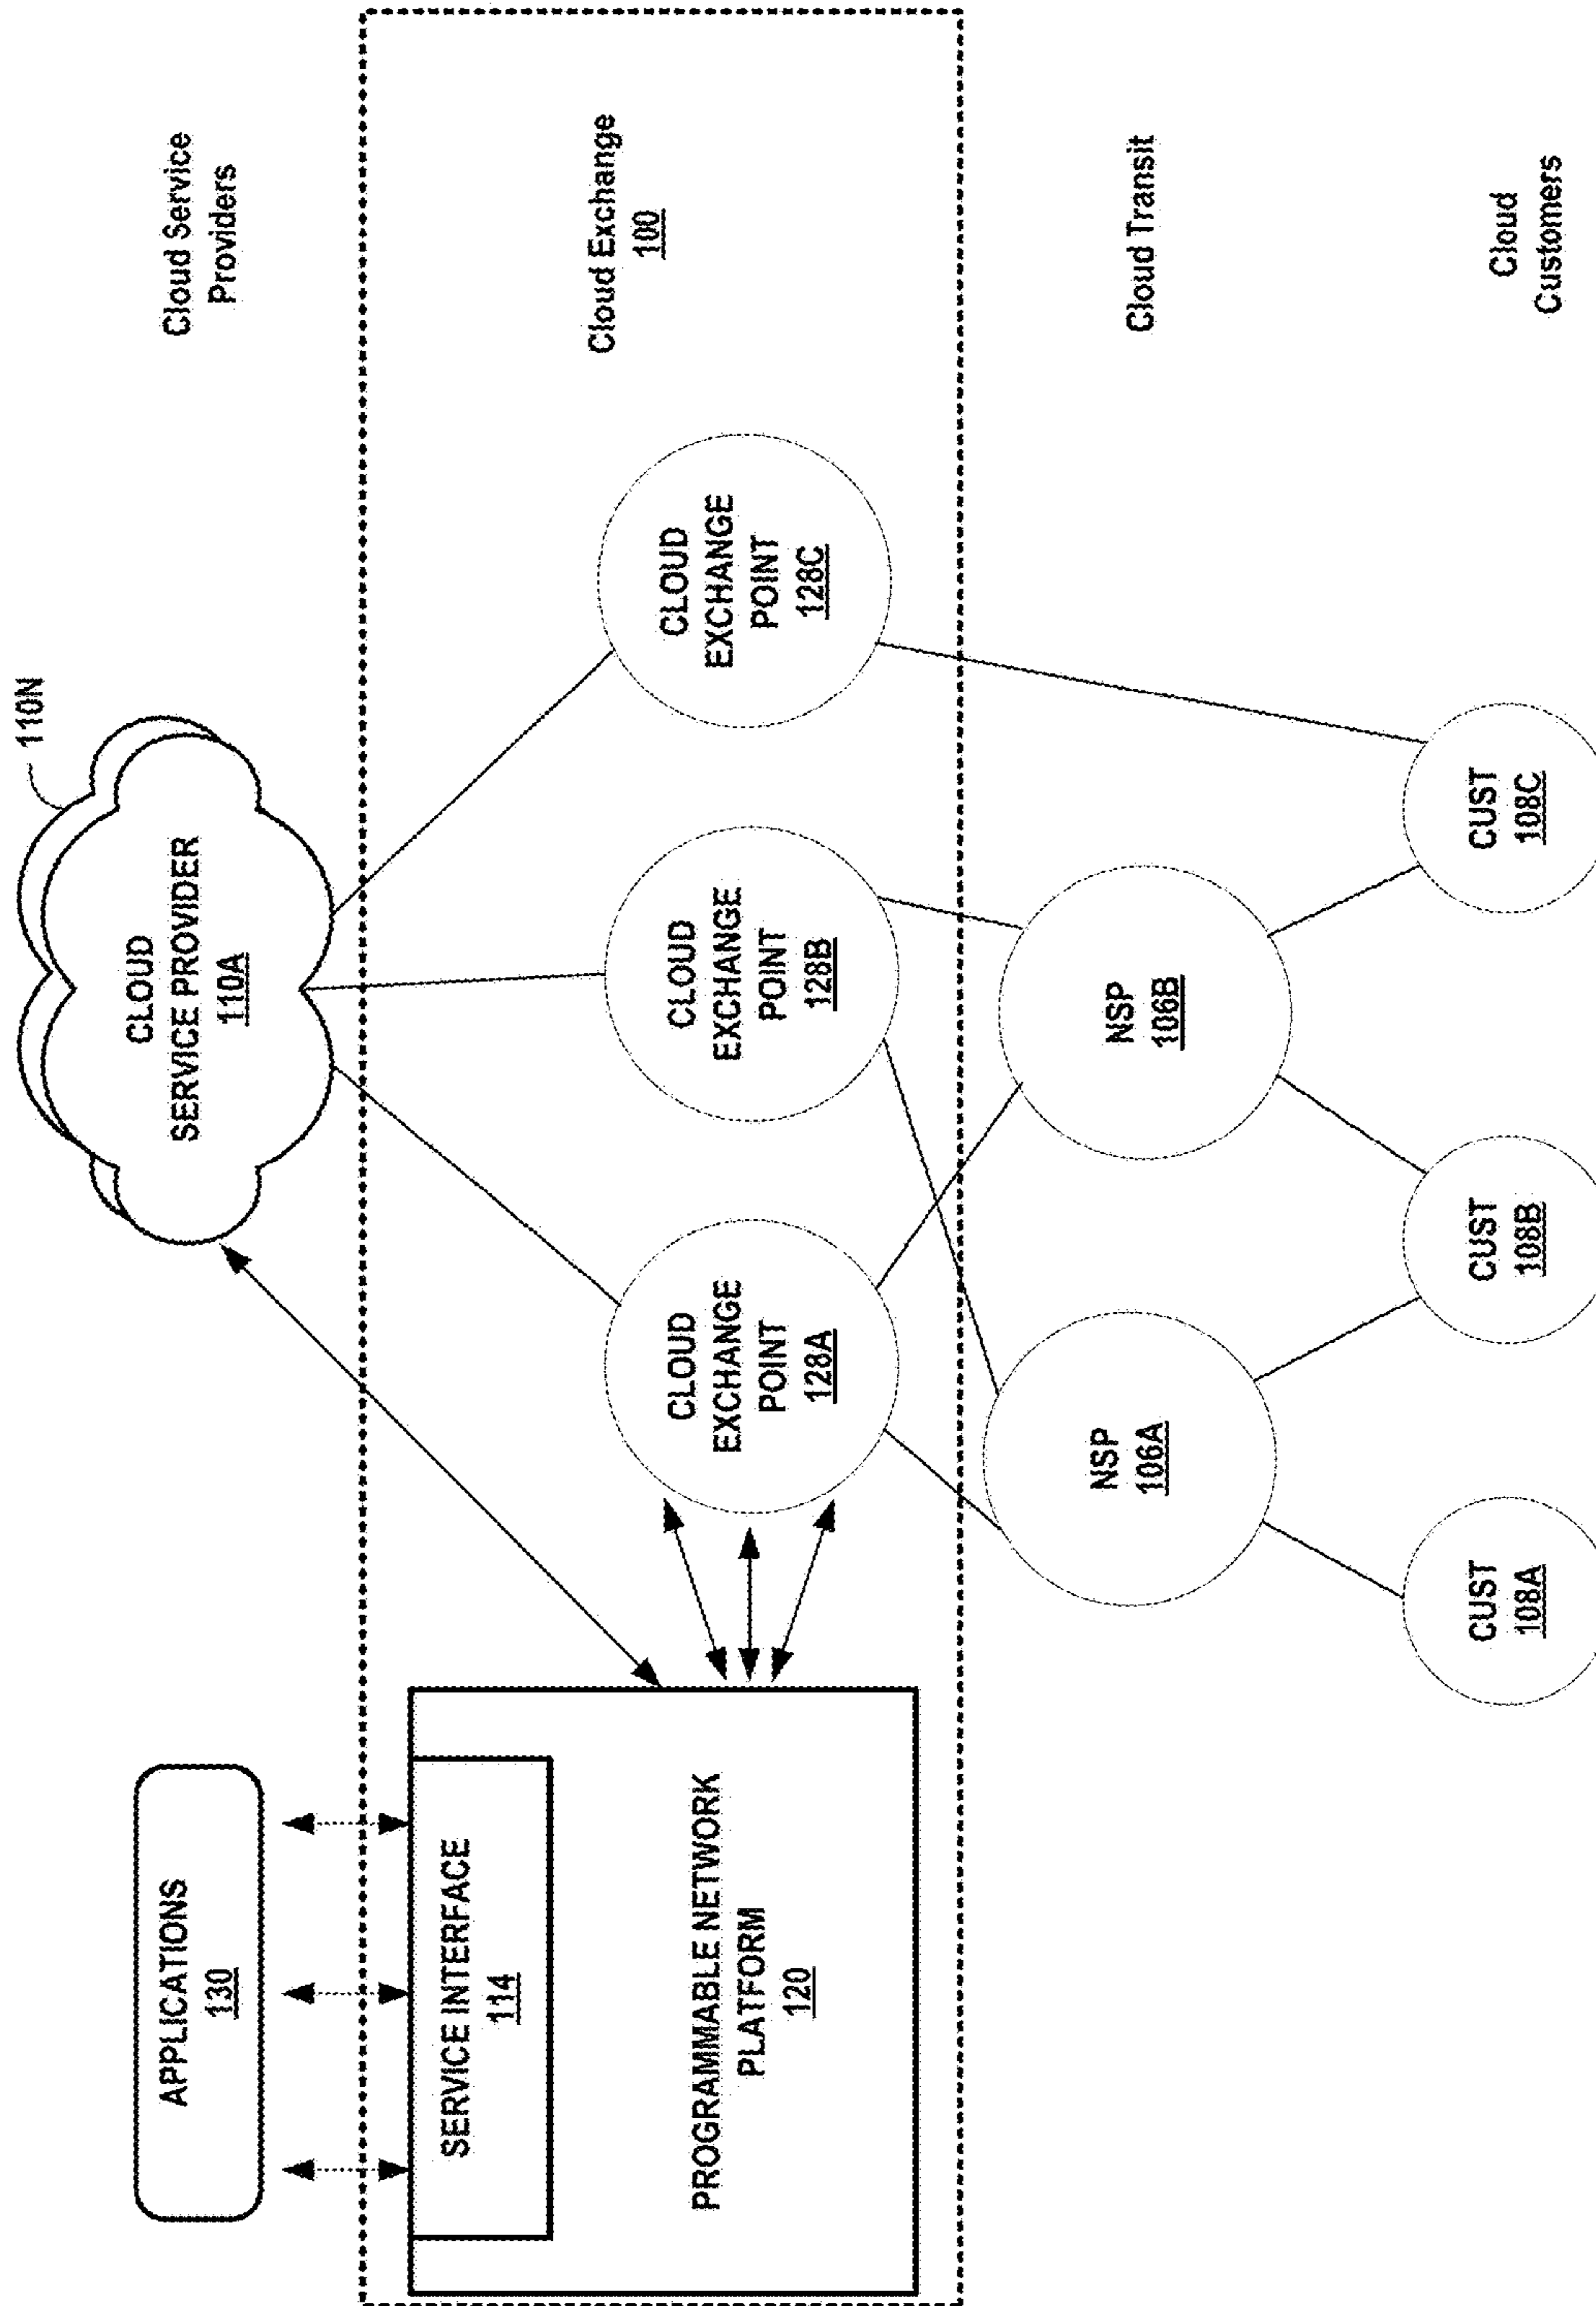 APPLICATIONS
130
CLOUD
SERVICE PROVIDER
110A
110N
Cloud Service
Providers
SERVICE INTERFACE
114
PROGRAMMABLE NETWORK
PLATFORM
120
CLOUD
EXCHANGE
POINT
128A
CLOUD
EXCHANGE
POINT
128B
CLOUD
EXCHANGE
POINT
128C
Cloud Exchange
100
NSP
106A
NSP
106B
Cloud Transit
CUST
108A
CUST
108B
CUST
108C
Cloud
Customers